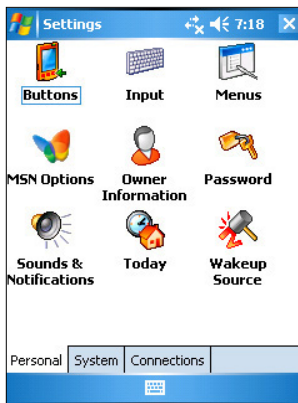 Settings 7:18
Buttons Input Menus
MSN Options Owner Information Password
Sounds & Notifications Today Wakeup Source
Personal System Connections